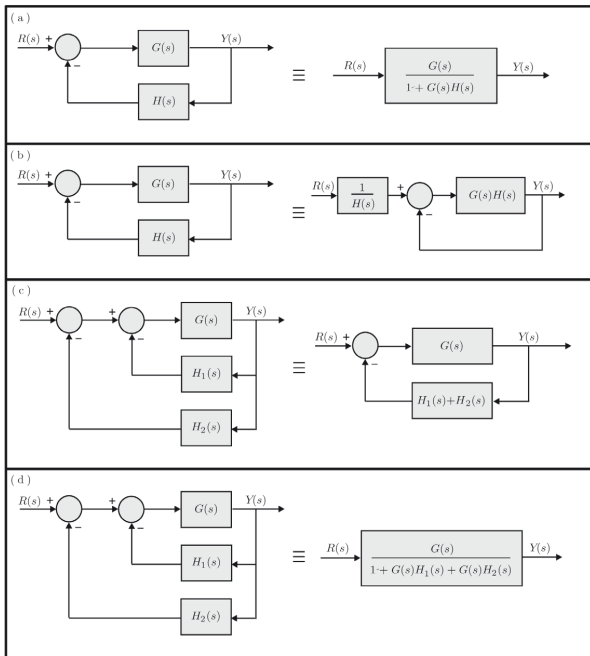 (a)
R(s) + G(s) Y(s)
−
H(s)
≡
R(s) G(s) / 1 + G(s)H(s) Y(s)
(b)
R(s) + G(s) Y(s)
−
H(s)
≡
R(s) 1 / H(s) + G(s)H(s) Y(s)
−
(c)
R(s) + + G(s) Y(s)
− −
H₁(s)
H₂(s)
≡
R(s) + G(s) Y(s)
−
H₁(s)+H₂(s)
(d)
R(s) + + G(s) Y(s)
− −
H₁(s)
H₂(s)
≡
R(s) G(s) / 1 + G(s)H₁(s) + G(s)H₂(s) Y(s)